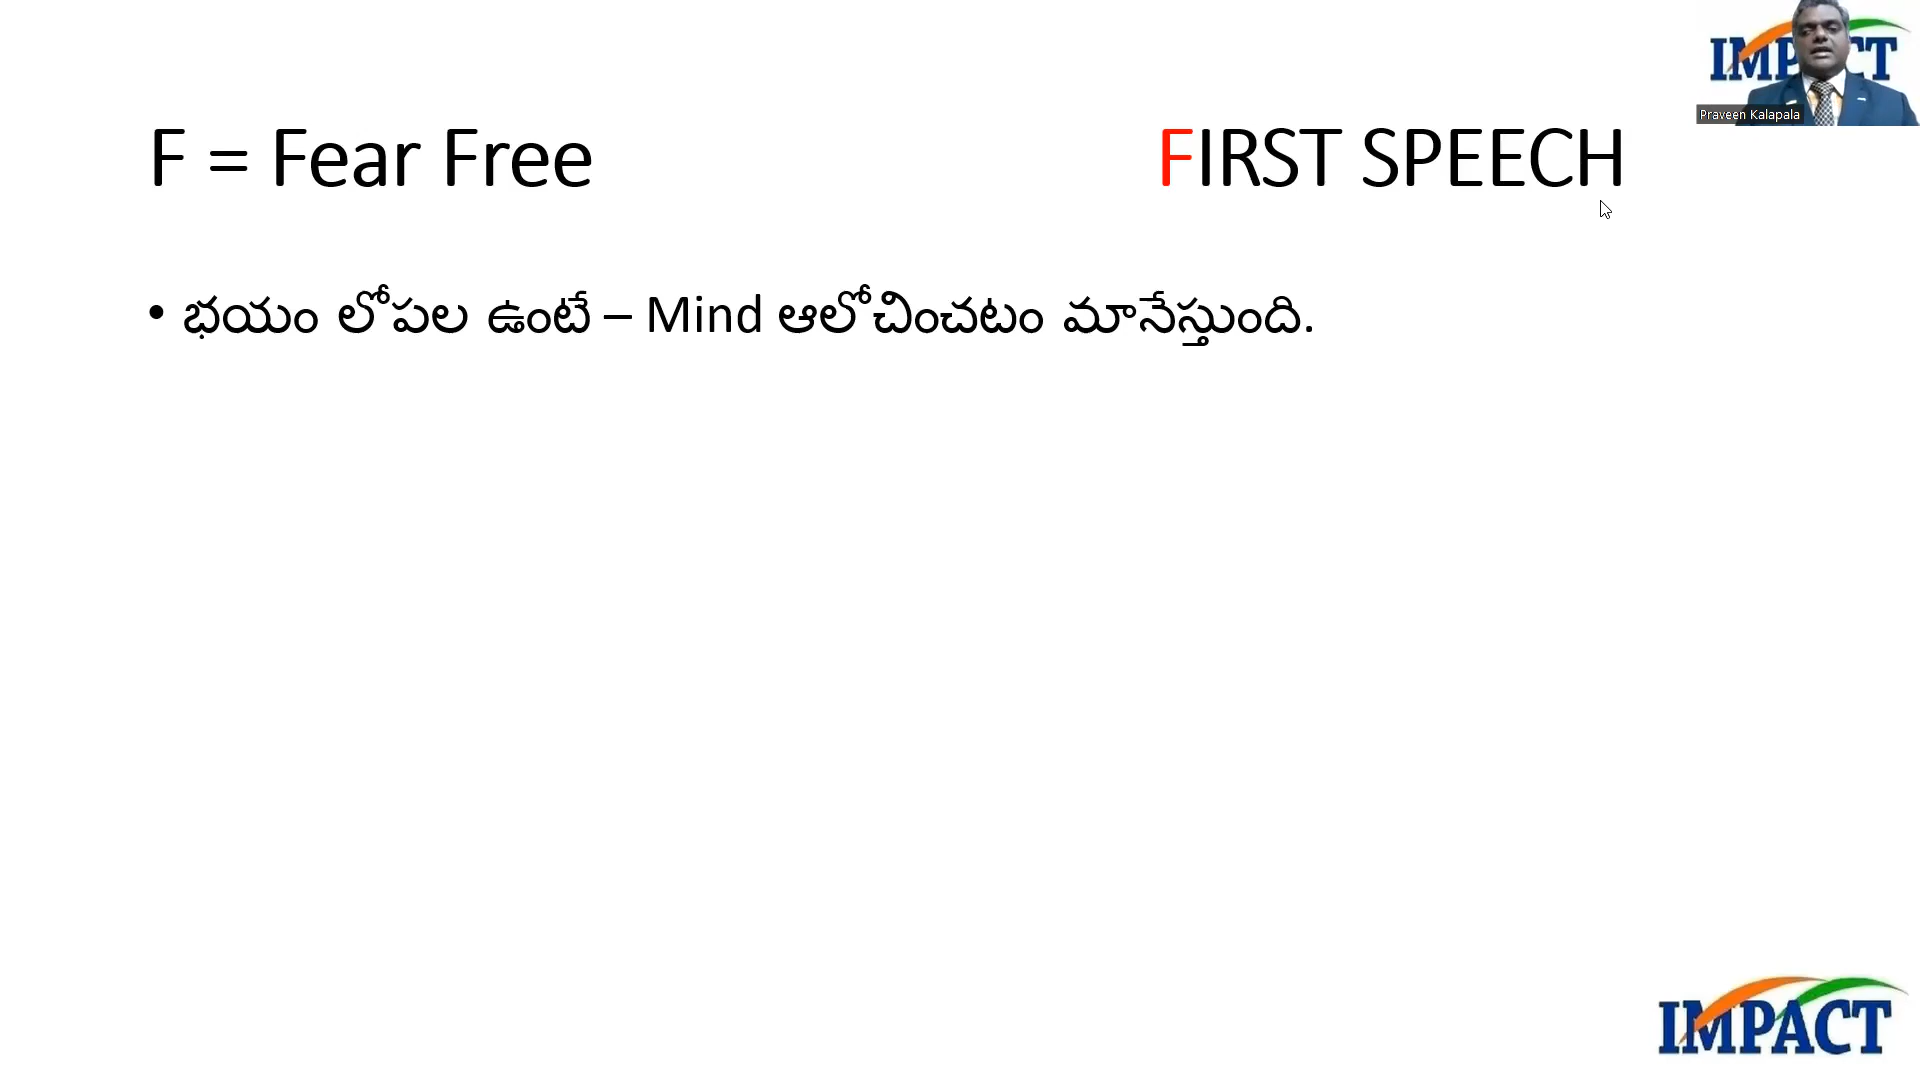 IMPACT
Praveen Kalapala
F = Fear Free FIRST SPEECH
• భయం లోపల ఉంటే – Mind ఆలోచించటం మానేస్తుంది.
IMPACT